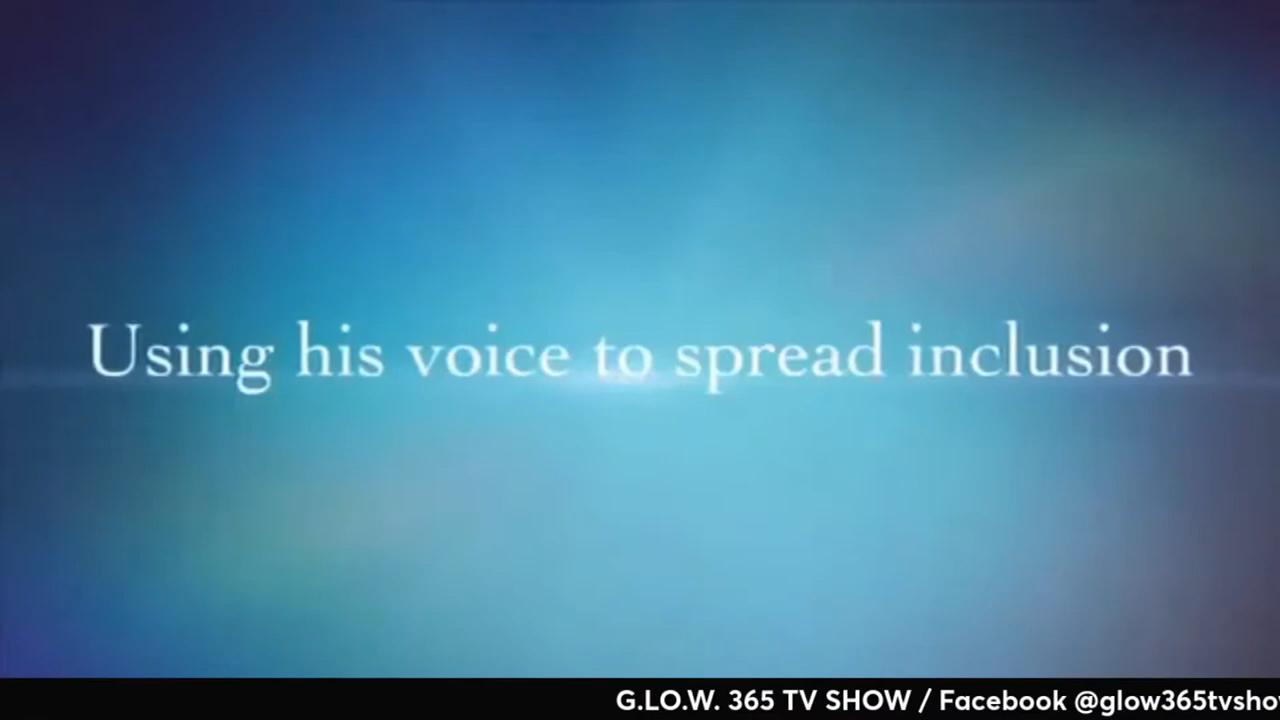 Using his voice to spread inclusion
G.LO.W. 365 TV SHOW / Facebook @glow365tvsho